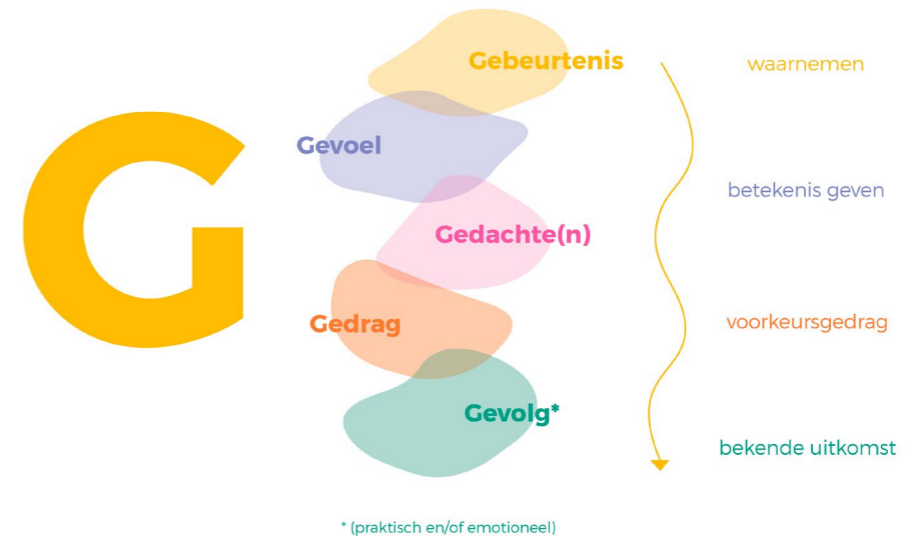 G
Gebeurtenis
waarnemen
Gevoel
betekenis geven
Gedachte(n)
Gedrag
voorkeursgedrag
Gevolg*
bekende uitkomst
* (praktisch en/of emotioneel)